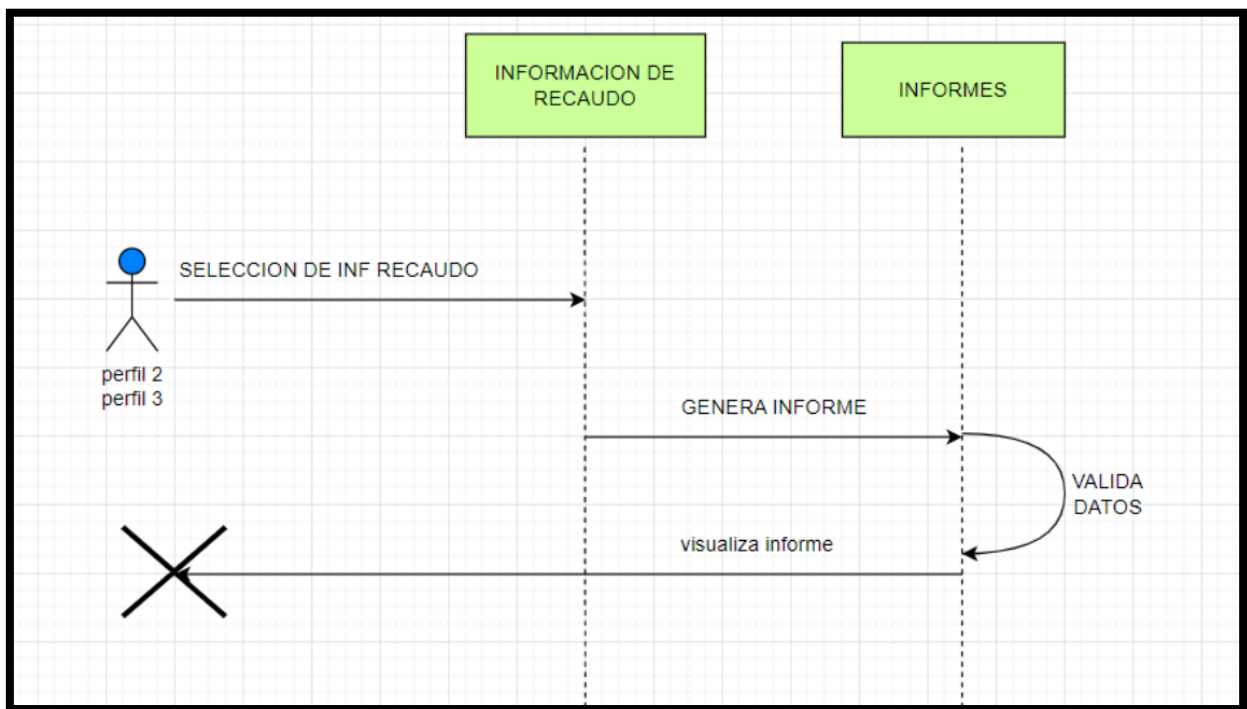 INFORMACION DE
RECAUDO
INFORMES
SELECCION DE INF RECAUDO
perfil 2
perfil 3
GENERA INFORME
VALIDA
DATOS
visualiza informe